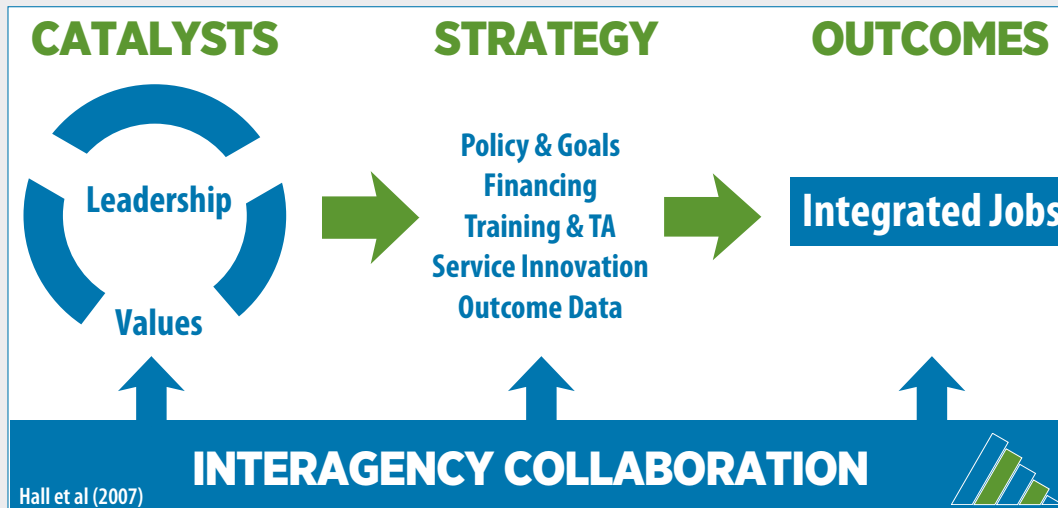 CATALYSTS
Leadership
Values
STRATEGY
Policy & Goals
Financing
Training & TA
Service Innovation
Outcome Data
OUTCOMES
Integrated Jobs
INTERAGENCY COLLABORATION
Hall et al (2007)